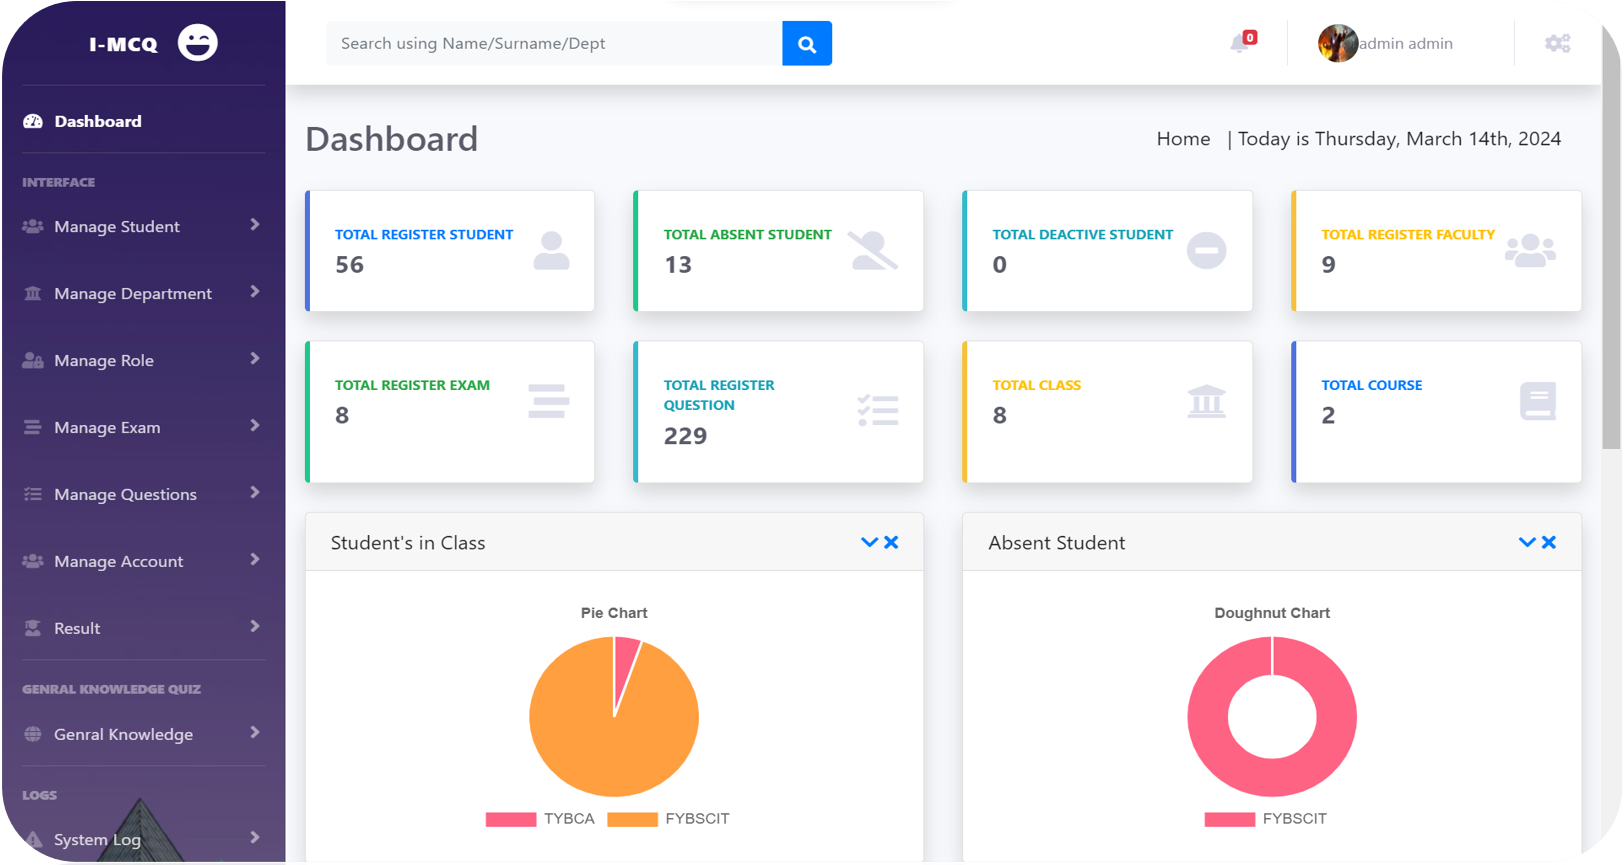 I-MCQ
Search using Name/Surname/Dept
0
admin admin
Dashboard
INTERFACE
Manage Student
Manage Department
Manage Role
Manage Exam
Manage Questions
Manage Account
Result
GENRAL KNOWLEDGE QUIZ
Genral Knowledge
LOGS
System Log
Dashboard
Home | Today is Thursday, March 14th, 2024
TOTAL REGISTER STUDENT
56
TOTAL ABSENT STUDENT
13
TOTAL DEACTIVE STUDENT
0
TOTAL REGISTER FACULTY
9
TOTAL REGISTER EXAM
8
TOTAL REGISTER
QUESTION
229
TOTAL CLASS
8
TOTAL COURSE
2
Student's in Class
Pie Chart
TYBCA FYBSCIT
Absent Student
Doughnut Chart
FYBSCIT